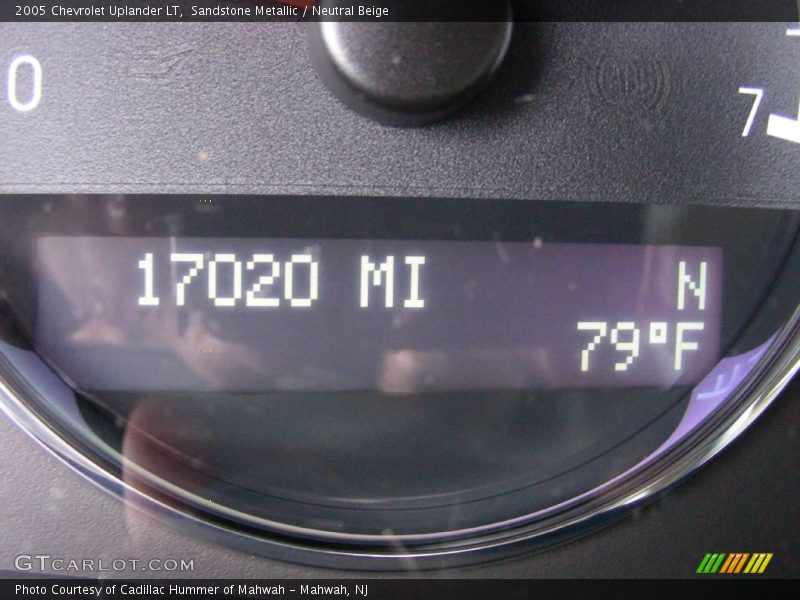 2005 Chevrolet Uplander LT, Sandstone Metallic / Neutral Beige
0
7
17020 MI N
79°F
GTCARLOT.COM
Photo Courtesy of Cadillac Hummer of Mahwah - Mahwah, NJ